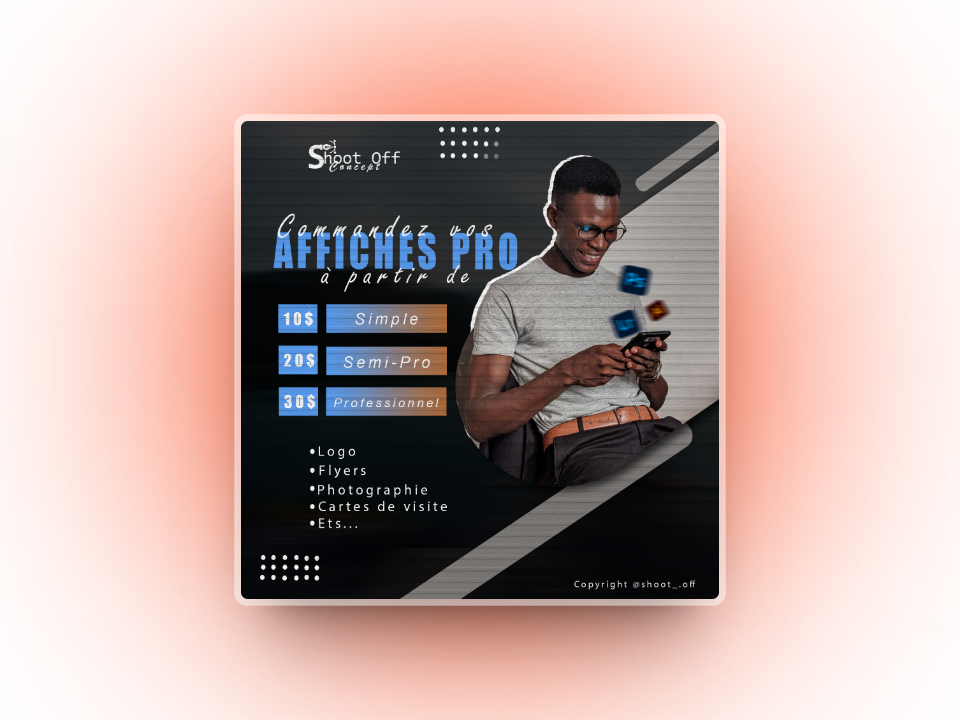 Shoot Off
Concept
Commandez vos
AFFICHES PRO
à partir de
10$ Simple
20$ Semi-Pro
30$ Professionnel
•Logo
•Flyers
•Photographie
•Cartes de visite
•Ets...
Copyright @shoot_.off